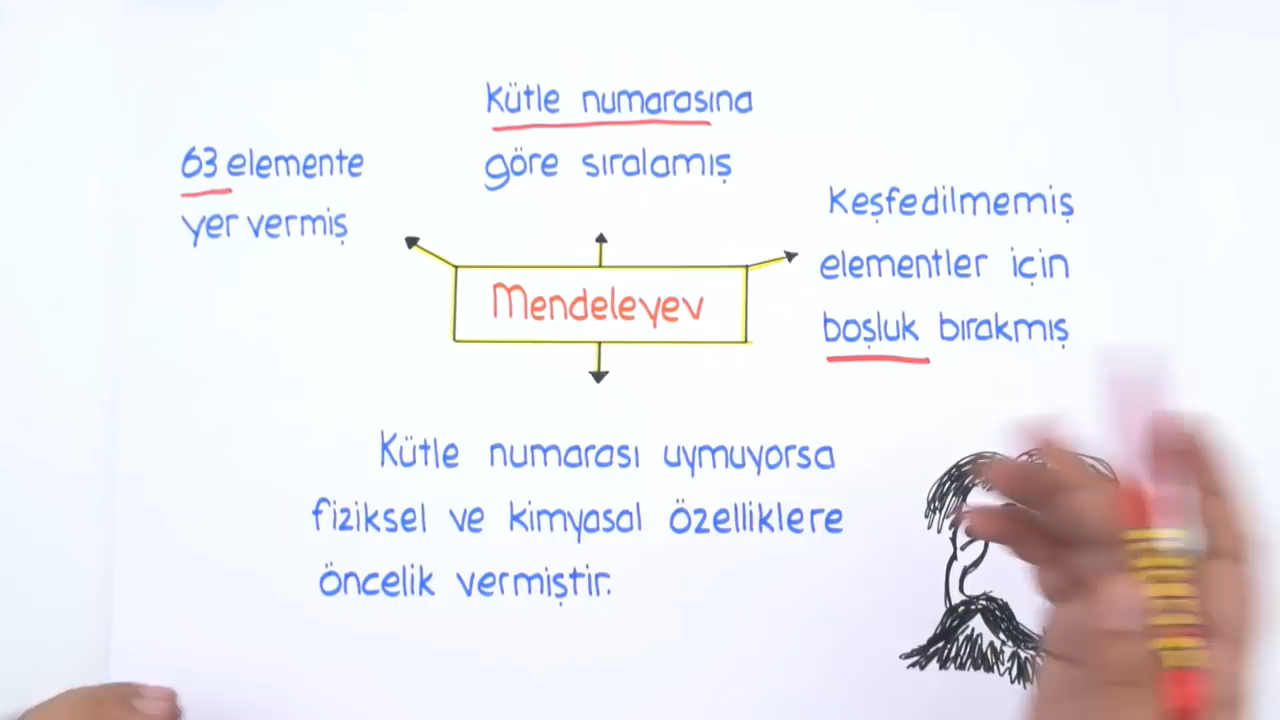 63 elemente
yer vermiş
Kütle numarasına
göre sıralamış
Keşfedilmemiş
elementler için
boşluk bırakmış
Mendeleyev
Kütle numarası uymuyorsa
fiziksel ve kimyasal özelliklere
öncelik vermiştir.